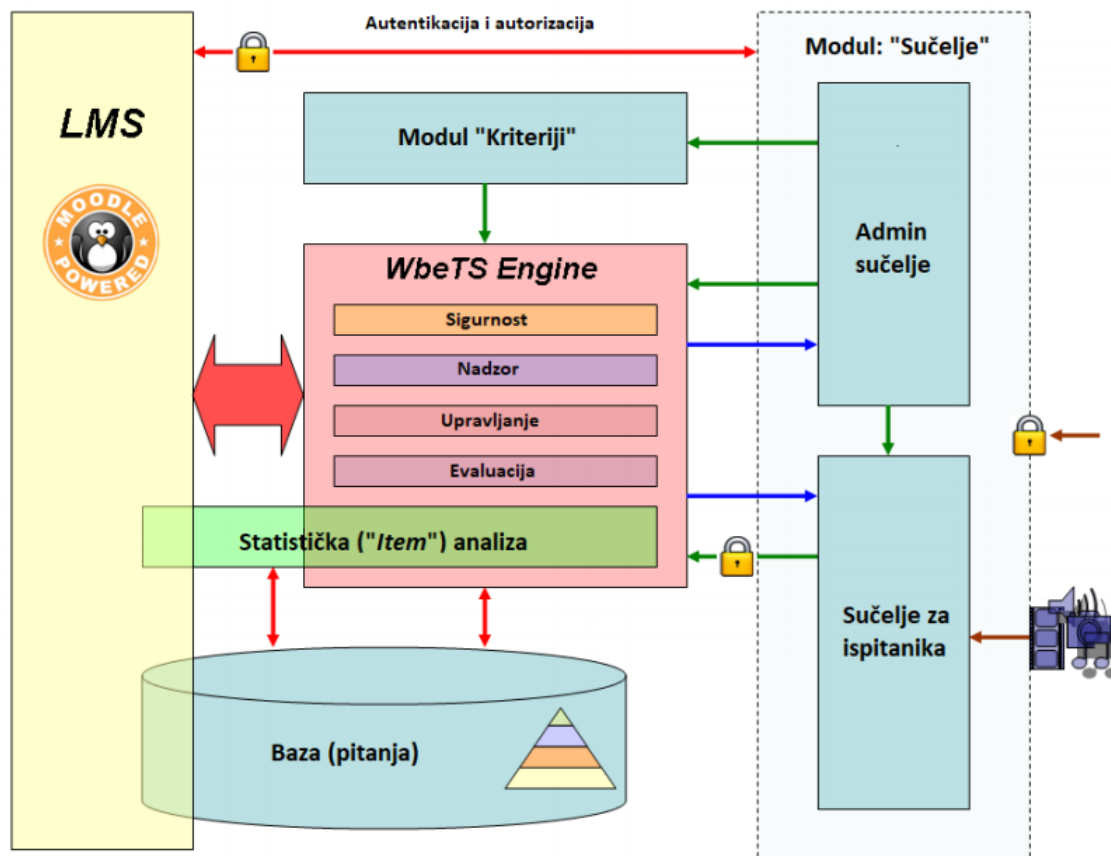 Autentikacija i autorizacija
Modul: "Sučelje"
LMS
MOODLE
POWERED
Modul "Kriteriji"
Admin
sučelje
WbeTS Engine
Sigurnost
Nadzor
Upravljanje
Evaluacija
Statistička ("Item") analiza
Sučelje za
ispitanika
Baza (pitanja)